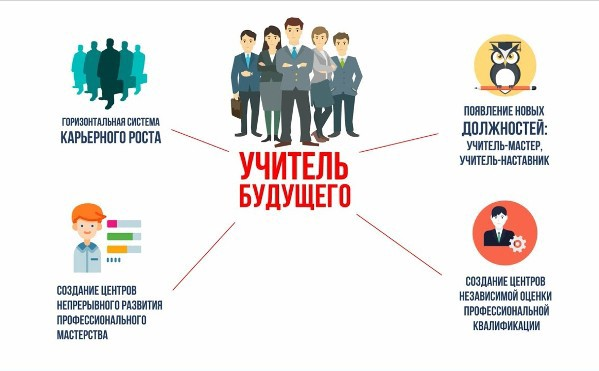 ГОРИЗОНТАЛЬНАЯ СИСТЕМА
КАРЬЕРНОГО РОСТА
ПОЯВЛЕНИЕ НОВЫХ
ДОЛЖНОСТЕЙ:
УЧИТЕЛЬ-МАСТЕР,
УЧИТЕЛЬ-НАСТАВНИК
УЧИТЕЛЬ
БУДУЩЕГО
СОЗДАНИЕ ЦЕНТРОВ
НЕПРЕРЫВНОГО РАЗВИТИЯ
ПРОФЕССИОНАЛЬНОГО
МАСТЕРСТВА
СОЗДАНИЕ ЦЕНТРОВ
НЕЗАВИСИМОЙ ОЦЕНКИ
ПРОФЕССИОНАЛЬНОЙ
КВАЛИФИКАЦИИ